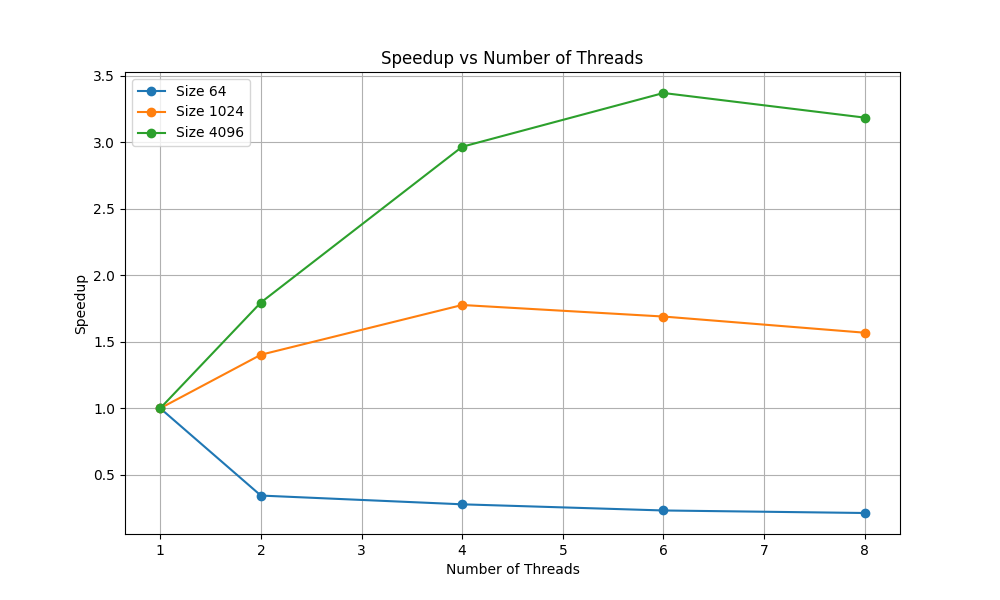 Speedup vs Number of Threads
Size 64
Size 1024
Size 4096
Speedup
3.5
3.0
2.5
2.0
1.5
1.0
0.5
1 2 3 4 5 6 7 8
Number of Threads